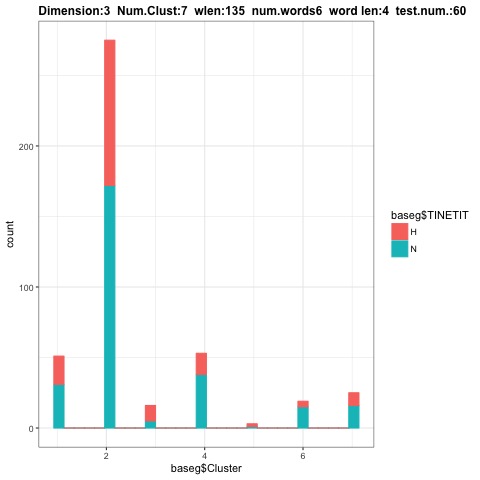 Dimension:3 Num.Clust:7 wlen:135 num.words6 word len:4 test.num.:60
200
100
0
count
2
4
6
baseg$Cluster
baseg$TINETIT
H
N